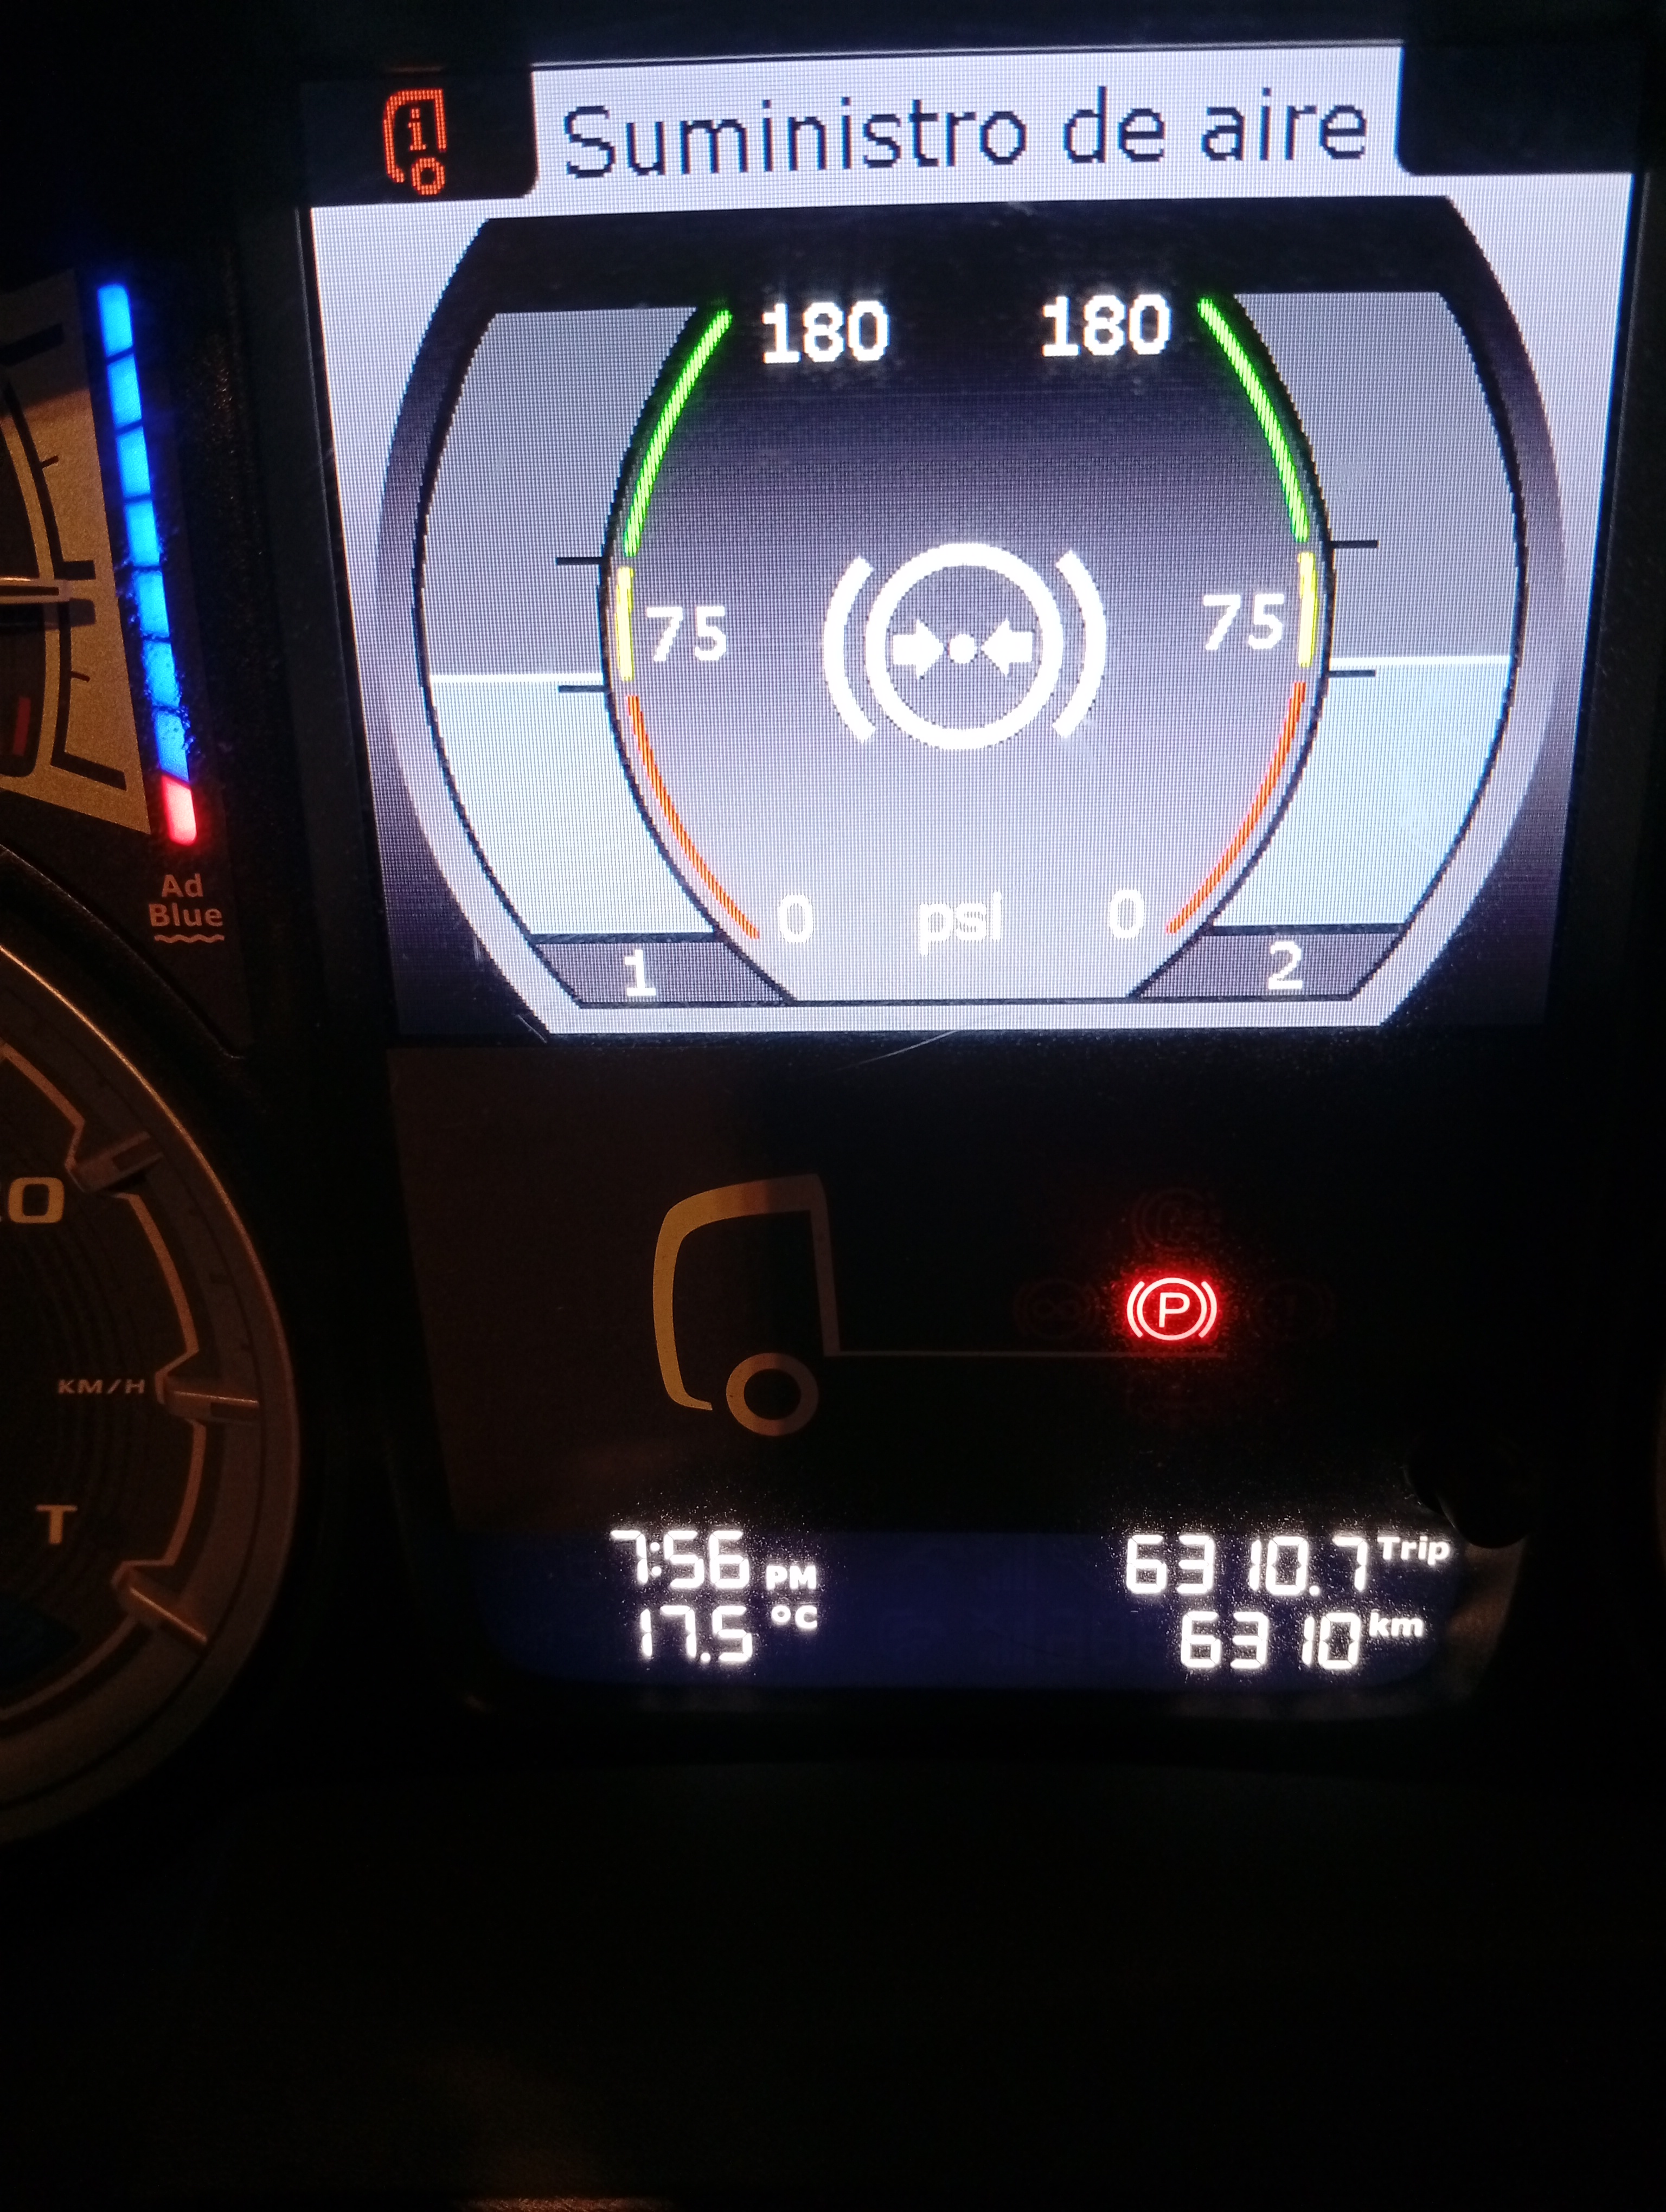 i
Suministro de aire
180 180
75 75
0 psi 0
1 2
Ad
Blue
P
KM/H
T
7:56 PM 6310.7 Trip
17.5 °C 6310 km